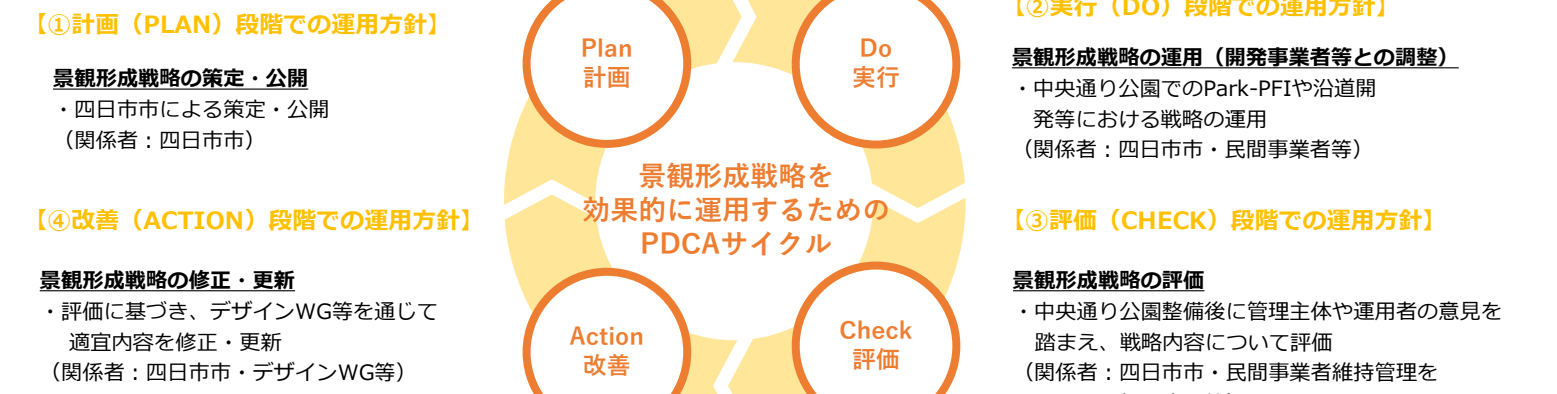 【①計画（PLAN）段階での運用方針】
景観形成戦略の策定・公開
・四日市市による策定・公開
（関係者：四日市市）
【④改善（ACTION）段階での運用方針】
景観形成戦略の修正・更新
・評価に基づき、デザインWG等を通じて
適宜内容を修正・更新
（関係者：四日市市・デザインWG等）
Plan
計画
Do
実行
景観形成戦略を
効果的に運用するための
PDCAサイクル
Action
改善
Check
評価
【②実行（DO）段階での運用方針】
景観形成戦略の運用（開発事業者等との調整）
・中央通り公園でのPark-PFIや沿道開
発等における戦略の運用
（関係者：四日市市・民間事業者等）
【③評価（CHECK）段階での運用方針】
景観形成戦略の評価
・中央通り公園整備後に管理主体や運用者の意見を
踏まえ、戦略内容について評価
（関係者：四日市市・民間事業者維持管理を